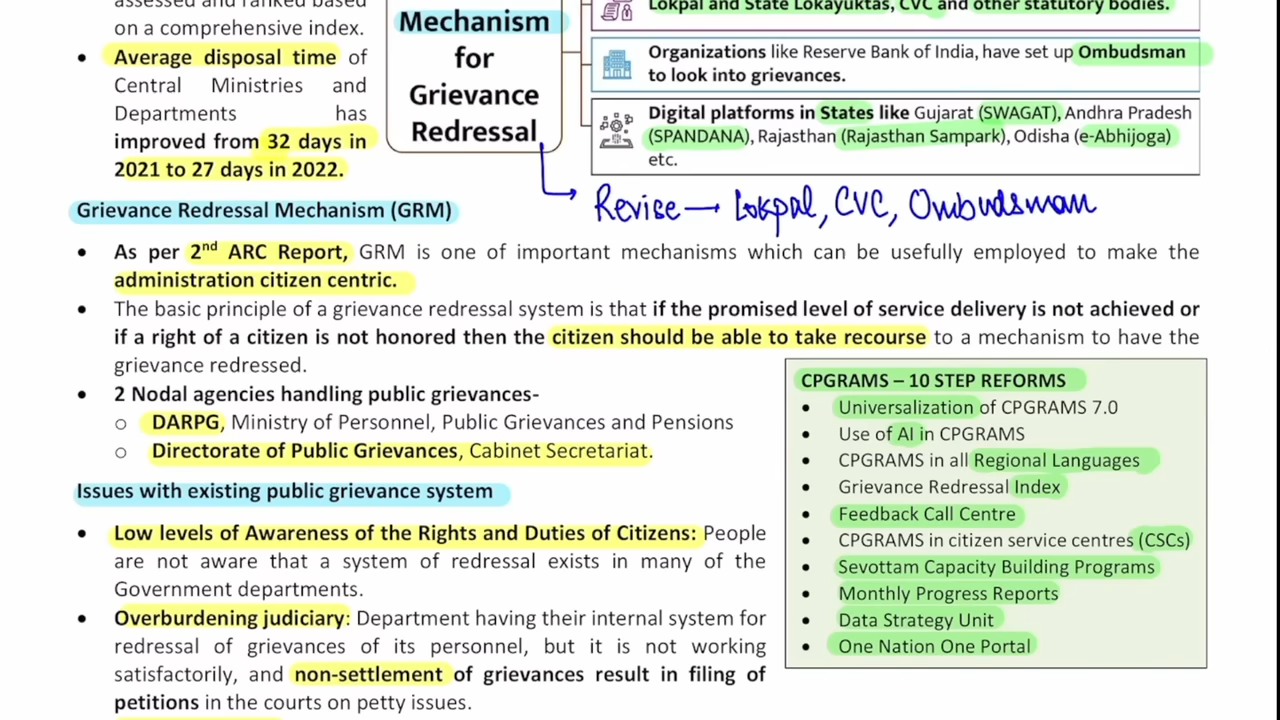 assessed and ranked based
on a comprehensive index.
• Average disposal time of
Central Ministries and
Departments has
improved from 32 days in
2021 to 27 days in 2022.
Mechanism
for
Grievance
Redressal
Lokpal and State Lokayuktas, CVC and other statutory bodies.
Organizations like Reserve Bank of India, have set up Ombudsman
to look into grievances.
Digital platforms in States like Gujarat (SWAGAT), Andhra Pradesh
(SPANDANA), Rajasthan (Rajasthan Sampark), Odisha (e-Abhijoga)
etc.
Revise → Lokpal, CVC, Ombudsman
Grievance Redressal Mechanism (GRM)
• As per 2nd ARC Report, GRM is one of important mechanisms which can be usefully employed to make the
administration citizen centric.
• The basic principle of a grievance redressal system is that if the promised level of service delivery is not achieved or
if a right of a citizen is not honored then the citizen should be able to take recourse to a mechanism to have the
grievance redressed.
• 2 Nodal agencies handling public grievances-
o DARPG, Ministry of Personnel, Public Grievances and Pensions
o Directorate of Public Grievances, Cabinet Secretariat.
Issues with existing public grievance system
• Low levels of Awareness of the Rights and Duties of Citizens: People
are not aware that a system of redressal exists in many of the
Government departments.
• Overburdening judiciary: Department having their internal system for
redressal of grievances of its personnel, but it is not working
satisfactorily, and non-settlement of grievances result in filing of
petitions in the courts on petty issues.
CPGRAMS – 10 STEP REFORMS
• Universalization of CPGRAMS 7.0
• Use of AI in CPGRAMS
• CPGRAMS in all Regional Languages
• Grievance Redressal Index
• Feedback Call Centre
• CPGRAMS in citizen service centres (CSCs)
• Sevottam Capacity Building Programs
• Monthly Progress Reports
• Data Strategy Unit
• One Nation One Portal